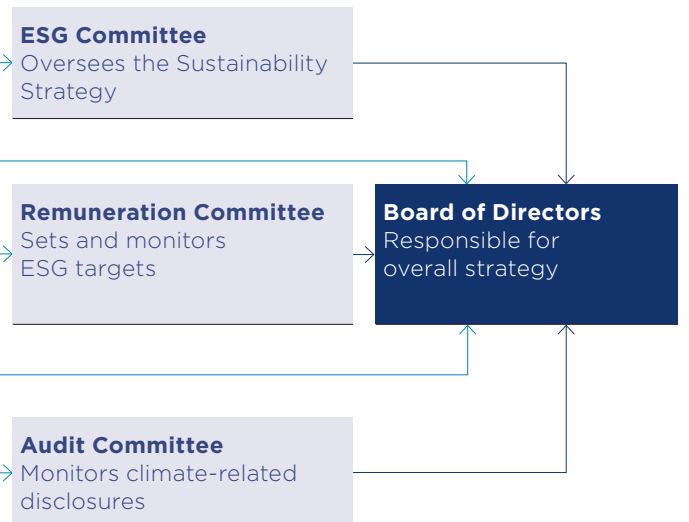 ESG Committee
Oversees the Sustainability
Strategy
Remuneration Committee
Sets and monitors
ESG targets
Board of Directors
Responsible for
overall strategy
Audit Committee
Monitors climate-related
disclosures